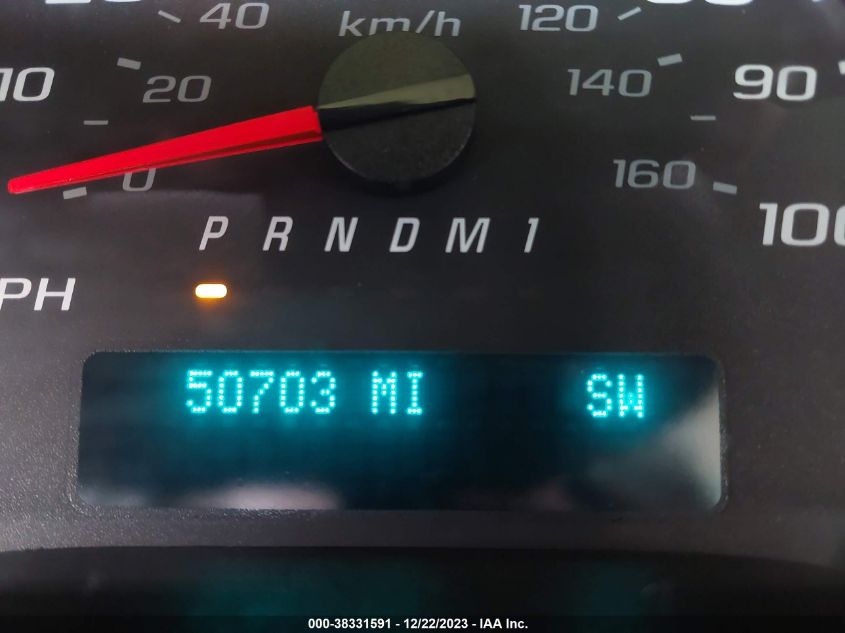 40 km/h 120
10 20 140 90
0 160
100
P R N D M 1
PH
50703 MI SW
000-38331591 - 12/22/2023 - IAA Inc.